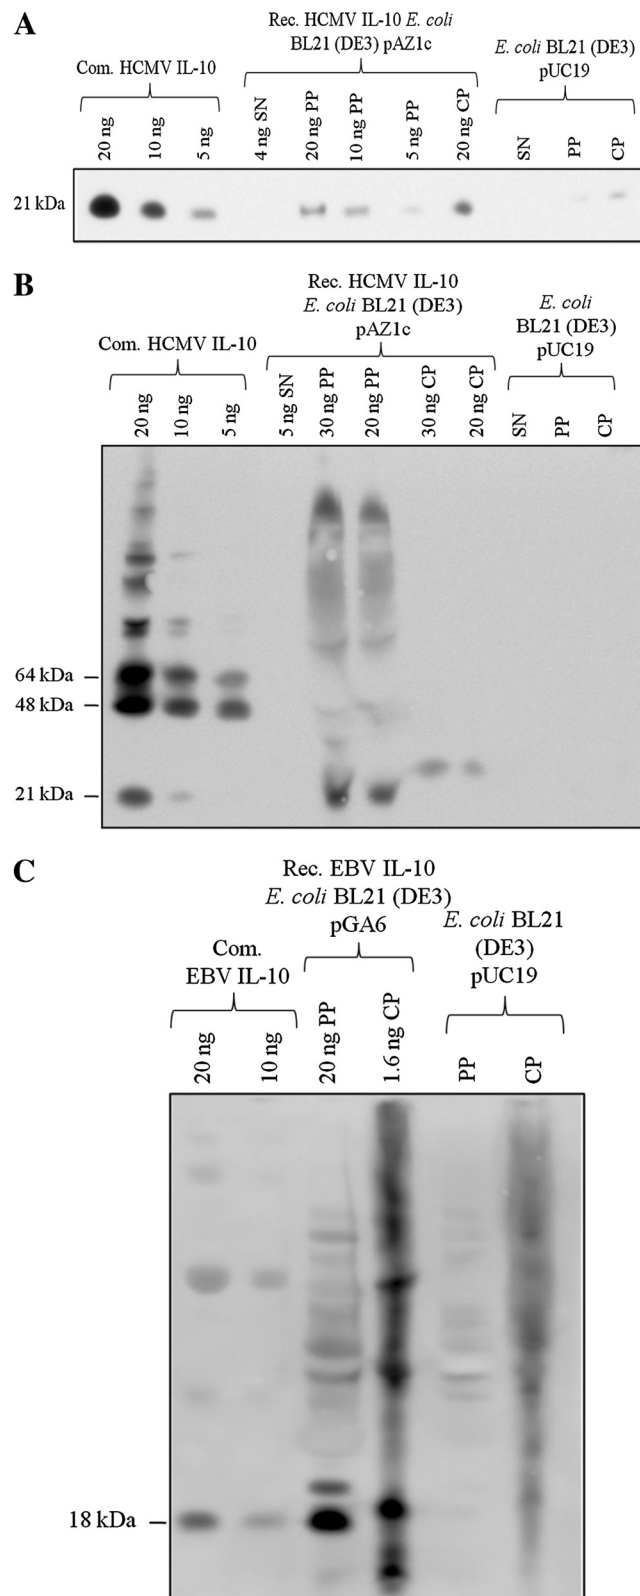 A
Rec. HCMV IL-10 E. coli
BL21 (DE3) pAZ1c
E. coli BL21 (DE3)
pUC19
Com. HCMV IL-10
20 ng
10 ng
5 ng
4 ng SN
20 ng PP
10 ng PP
5 ng PP
20 ng CP
SN
PP
CP
21 kDa
B
Rec. HCMV IL-10
E. coli BL21 (DE3)
pAZ1c
E. coli
BL21 (DE3)
pUC19
Com. HCMV IL-10
20 ng
10 ng
5 ng
5 ng SN
30 ng PP
20 ng PP
30 ng CP
20 ng CP
SN
PP
CP
64 kDa
48 kDa
21 kDa
C
Rec. EBV IL-10
E. coli BL21 (DE3)
pGA6
E. coli BL21
(DE3)
pUC19
Com.
EBV IL-10
20 ng
10 ng
20 ng PP
1.6 ng CP
PP
CP
18 kDa